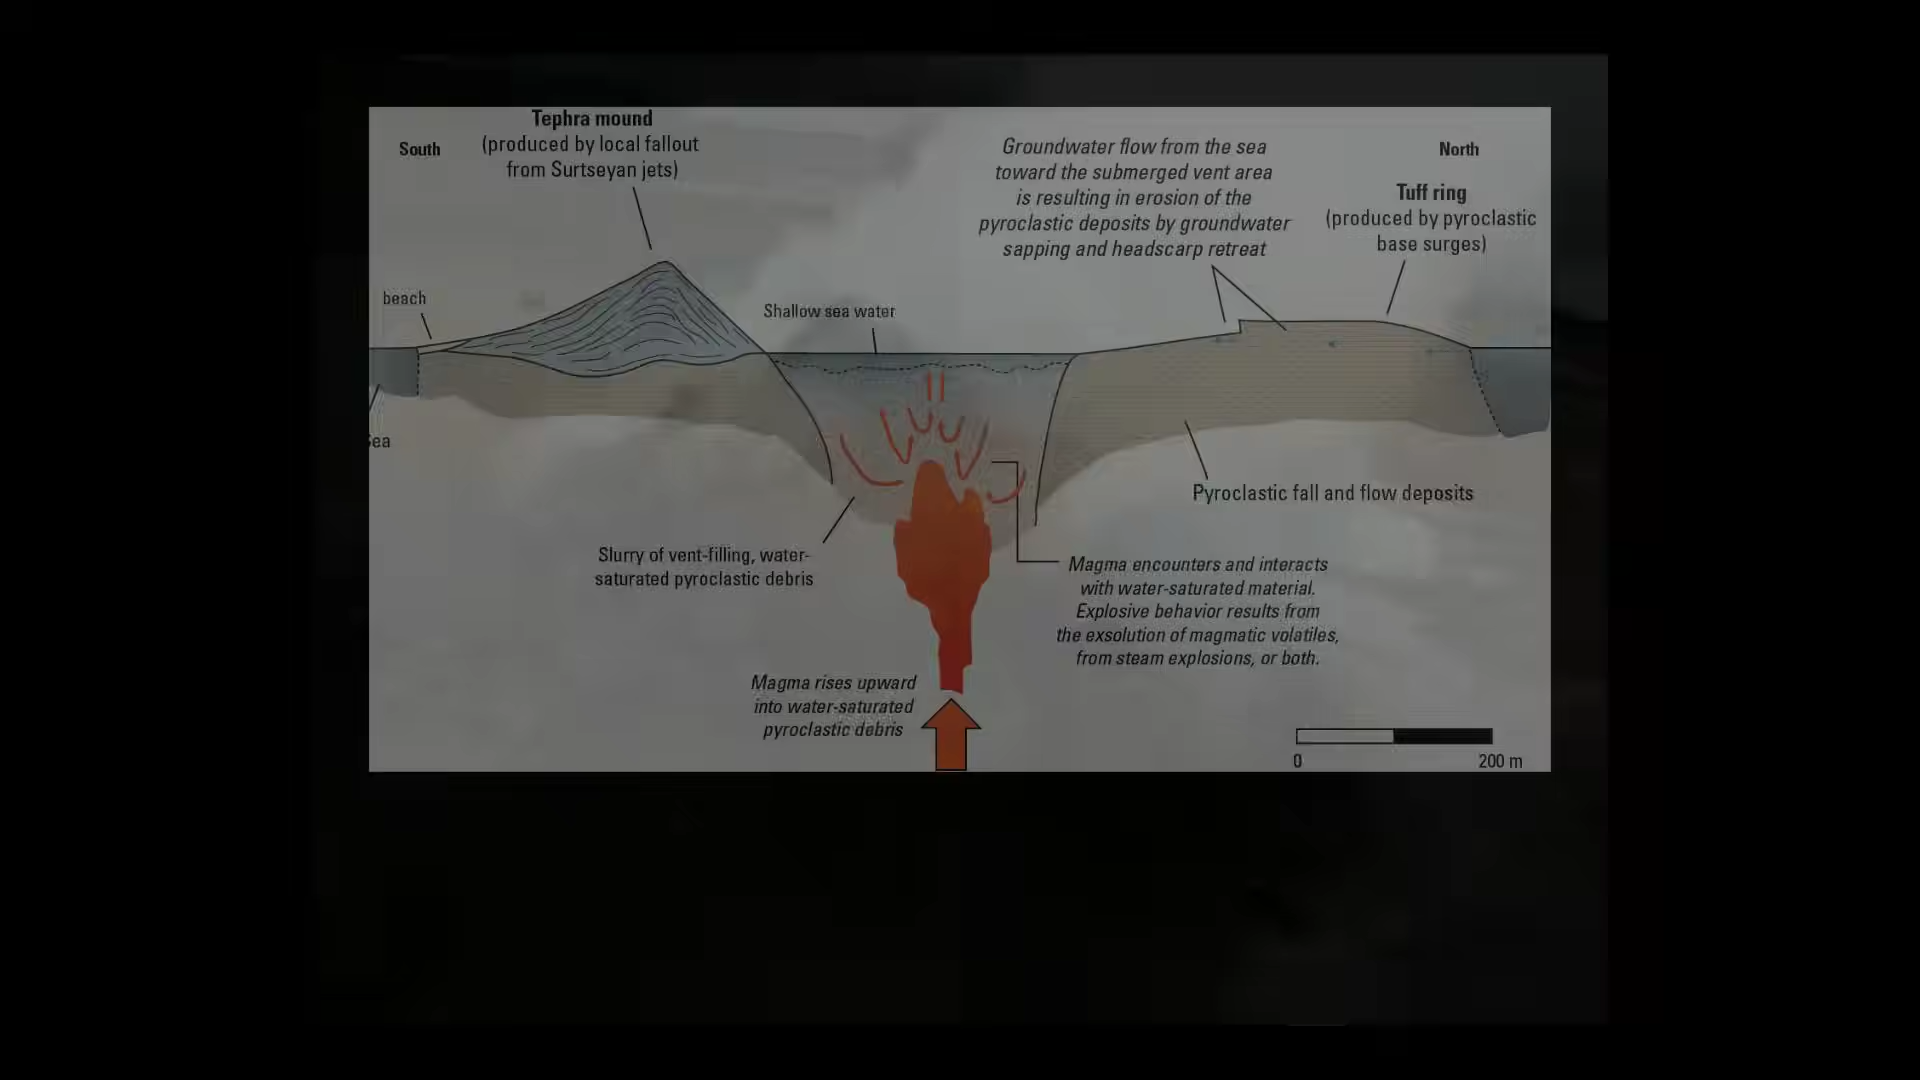 Tephra mound
(produced by local fallout
from Surtseyan jets)
South
Groundwater flow from the sea
toward the submerged vent area
is resulting in erosion of the
pyroclastic deposits by groundwater
sapping and headscarp retreat
North
Tuff ring
(produced by pyroclastic
base surges)
beach
Shallow sea water
Sea
Pyroclastic fall and flow deposits
Slurry of vent-filling, water-
saturated pyroclastic debris
Magma encounters and interacts
with water-saturated material.
Explosive behavior results from
the exsolution of magmatic volatiles,
from steam explosions, or both.
Magma rises upward
into water-saturated
pyroclastic debris
0
200 m